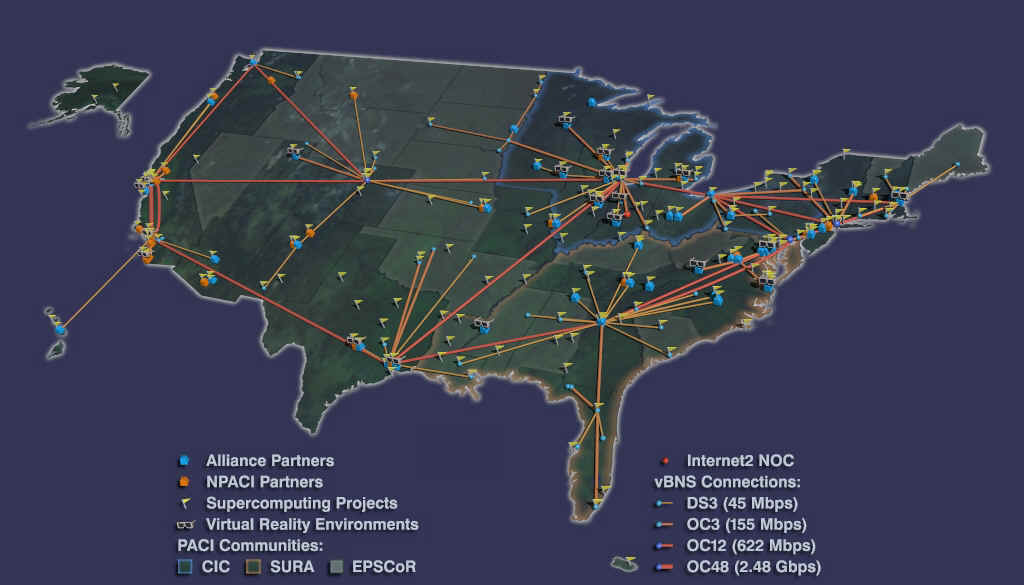 Alliance Partners
NPACI Partners
Supercomputing Projects
Virtual Reality Environments
PACI Communities:
CIC SURA EPSCoR
Internet2 NOC
vBNS Connections:
DS3 (45 Mbps)
OC3 (155 Mbps)
OC12 (622 Mbps)
OC48 (2.48 Gbps)